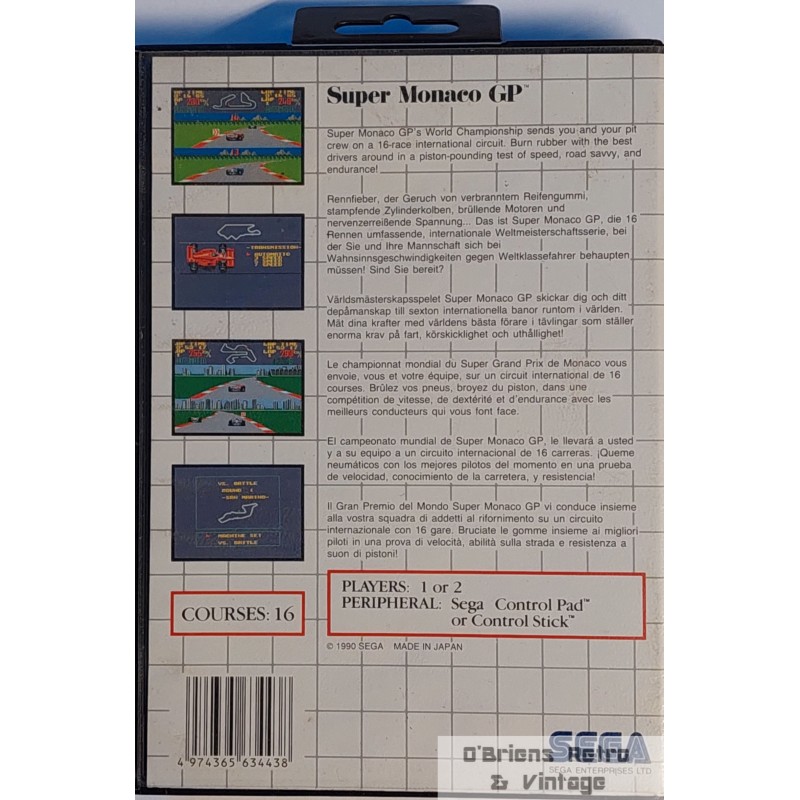 Super Monaco GP™
Super Monaco GP's World Championship sends you and your pit
crew on a 16-race international circuit. Burn rubber with the best
drivers around in a piston-pounding test of speed, road savvy, and
endurance!
Rennfieber, der Geruch von verbranntem Reifengummi,
stampfende Zylinderkolben, brüllende Motoren und
nervenzerreißende Spannung... Das ist Super Monaco GP, die 16
Rennen umfassende, internationale Weltmeisterschaftsserie, bei
der Sie und Ihre Mannschaft sich bei
Wahnsinnsgeschwindigkeiten gegen Weltklassefahrer behaupten
müssen! Sind Sie bereit?
Världsmästerskapsspelet Super Monaco GP skickar dig och ditt
depåmanskap till sexton internationella banor runtom i världen.
Mät dina krafter med världens bästa förare i tävlingar som ställer
enorma krav på fart, körskicklighet och uthållighet!
Le championnat mondial du Super Grand Prix de Monaco vous
envoie, vous et votre équipe, sur un circuit international de 16
courses. Brûlez vos pneus, broyez du piston, dans une
compétition de vitesse, de dextérité et d'endurance avec les
meilleurs conducteurs qui vous font face.
El campeonato mundial de Super Monaco GP, le llevará a usted
y a su equipo a un circuito internacional de 16 carreras. ¡Queme
neumáticos con los mejores pilotos del momento en una prueba
de velocidad, conocimiento de la carretera, y resistencia!
Il Gran Premio del Mondo Super Monaco GP vi conduce insieme
alla vostra squadra di addetti al rifornimento su un circuito
internazionale con 16 gare. Bruciate le gomme insieme ai migliori
piloti in una prova di velocità, abilità sulla strada e resistenza a
suon di pistoni!
-TRANSMISSION-
AUTOMATIC
VS. BATTLE
ROUND 1
-SAN MARINO-
MACHINE SET
VS. BATTLE
COURSES: 16
PLAYERS: 1 or 2
PERIPHERAL: Sega Control Pad™
or Control Stick™
© 1990 SEGA MADE IN JAPAN
4 974365 634438
SEGA
SEGA ENTERPRISES LTD
O'Briens Retro
& Vintage